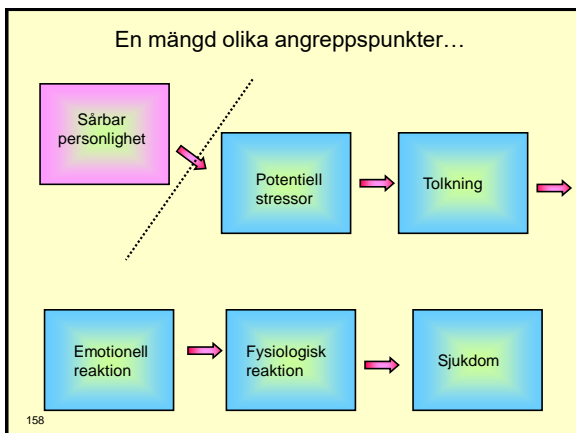 En mängd olika angreppspunkter…
Sårbar
personlighet
Potentiell
stressor
Tolkning
Emotionell
reaktion
Fysiologisk
reaktion
Sjukdom
158